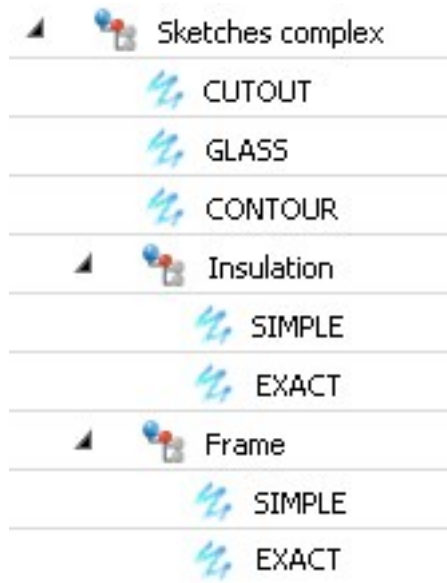 Sketches complex
CUTOUT
GLASS
CONTOUR
Insulation
SIMPLE
EXACT
Frame
SIMPLE
EXACT